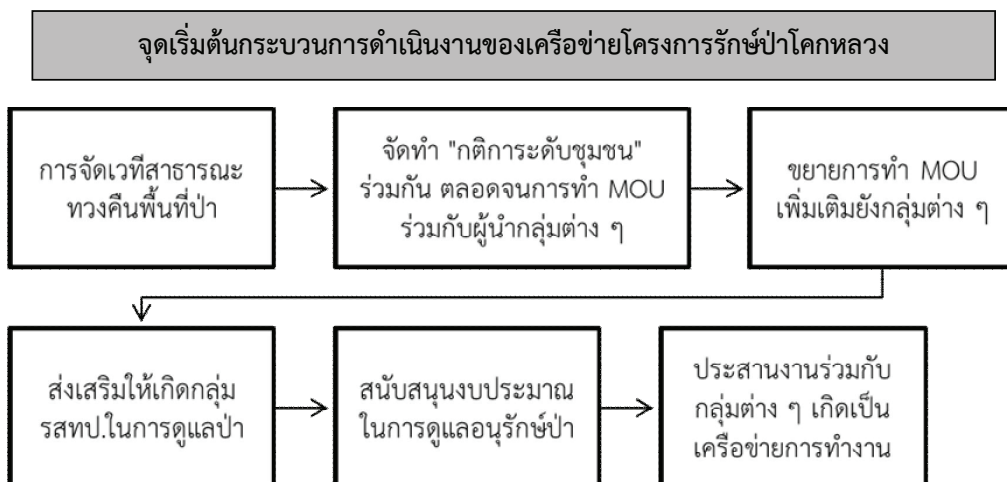 จุดเริ่มต้นกระบวนการดำเนินงานของเครือข่ายโครงการรักษ์ป่าโคกหลวง
การจัดเวทีสาธารณะ
ทวงคืนพื้นที่ป่า
จัดทำ "กติการะดับชุมชน"
ร่วมกัน ตลอดจนการทำ MOU
ร่วมกับผู้นำกลุ่มต่าง ๆ
ขยายการทำ MOU
เพิ่มเติมยังกลุ่มต่าง ๆ
ส่งเสริมให้เกิดกลุ่ม
รสทป.ในการดูแลป่า
สนับสนุนงบประมาณ
ในการดูแลอนุรักษ์ป่า
ประสานงานร่วมกับ
กลุ่มต่าง ๆ เกิดเป็น
เครือข่ายการทำงาน